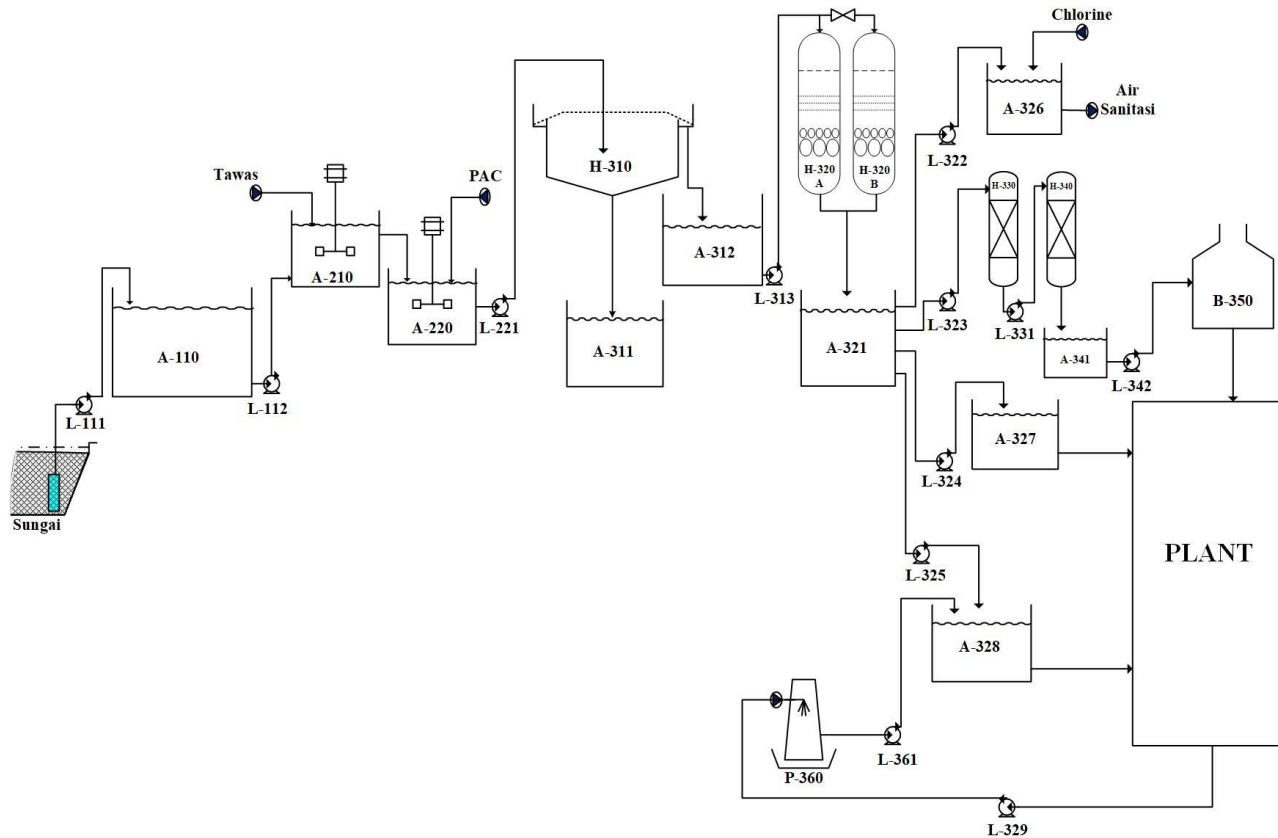 Chlorine
A-326
Air
Sanitasi
L-322
H-320
A
H-320
B
H-310
Tawas
PAC
A-210
A-220
L-221
A-312
L-313
H-330
H-340
L-323
L-331
A-341
L-342
B-350
A-110
L-112
L-111
A-311
A-321
A-327
L-324
Sungai
PLANT
L-325
A-328
P-360
L-361
L-329